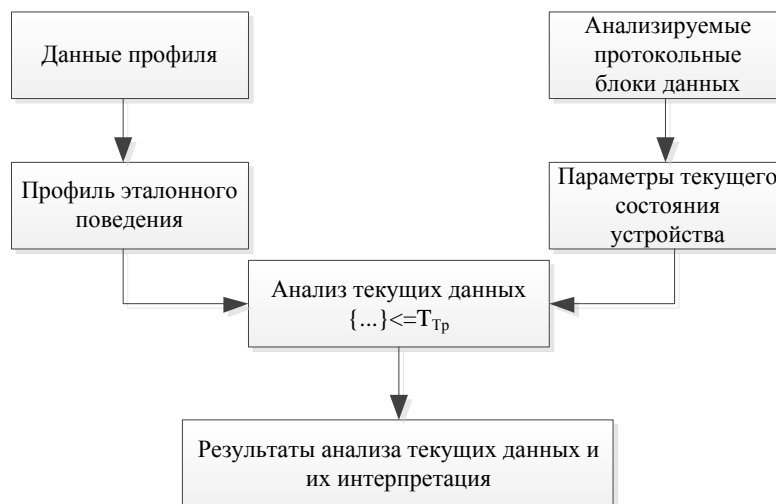 Данные профиля
Анализируемые
протокольные
блоки данных
Профиль эталонного
поведения
Параметры текущего
состояния
устройства
Анализ текущих данных
{...}<=TТр
Результаты анализа текущих данных и
их интерпретация